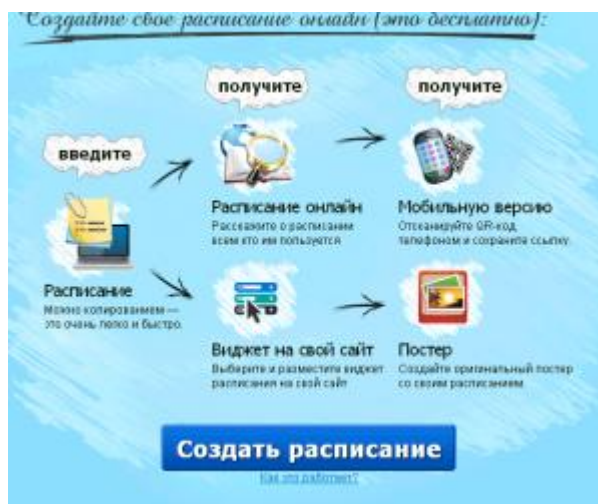 Создайте свое расписание онлайн (это бесплатно):
получите
получите
введите
Расписание онлайн
Расскажите о расписании
всем кто им пользуется
Мобильную версию
Отсканируйте QR-код
телефоном и сохраните ссылку.
Расписание
Можно копированием —
это очень легко и быстро.
Виджет на свой сайт
Выберите и разместите виджет
расписания на свой сайт
Постер
Создайте оригинальный постер
со своим расписанием
Создать расписание
Как это работает?